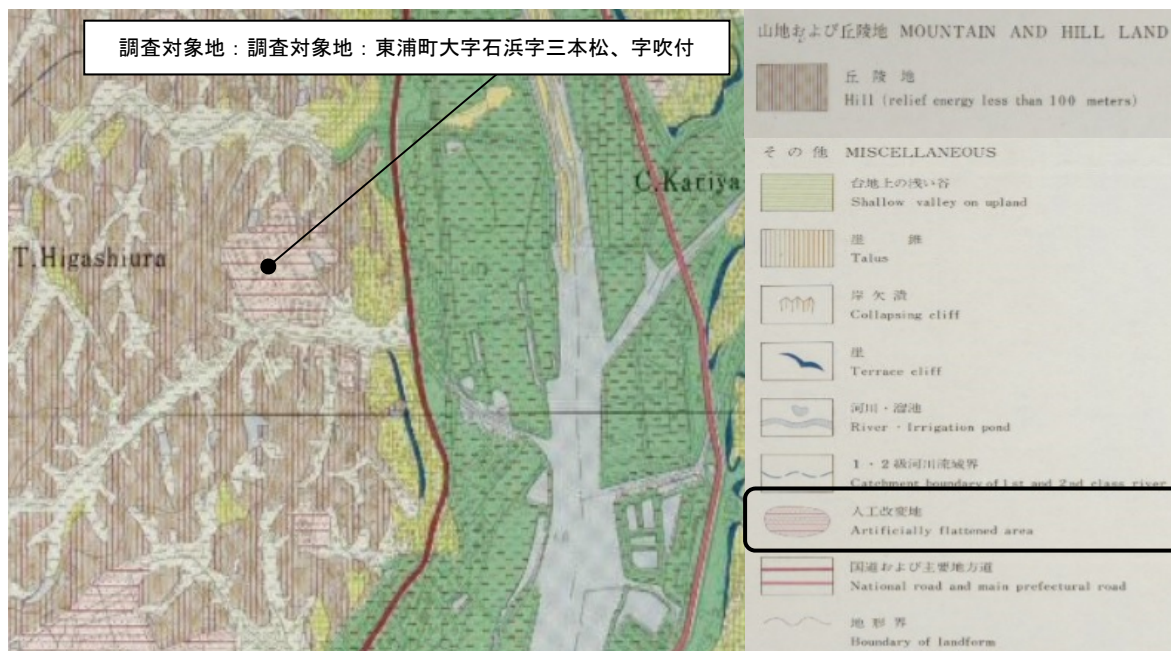 調査対象地：調査対象地：東浦町大字石浜字三本松、字吹付
T.Higashiura
C.Kariya
山地および丘陵地 MOUNTAIN AND HILL LAND
丘陵地
Hill (relief energy less than 100 meters)
その他 MISCELLANEOUS
台地上の浅い谷
Shallow valley on upland
崖錐
Talus
Collapsing cliff
崖
Terrace cliff
河川・溜池
River・Irrigation pond
1・2級河川流域界
Catchment boundary of 1st and 2nd class river
人工改変地
Artificially flattened area
国道および主要地方道
National road and main prefectural road
地形界
Boundary of landform